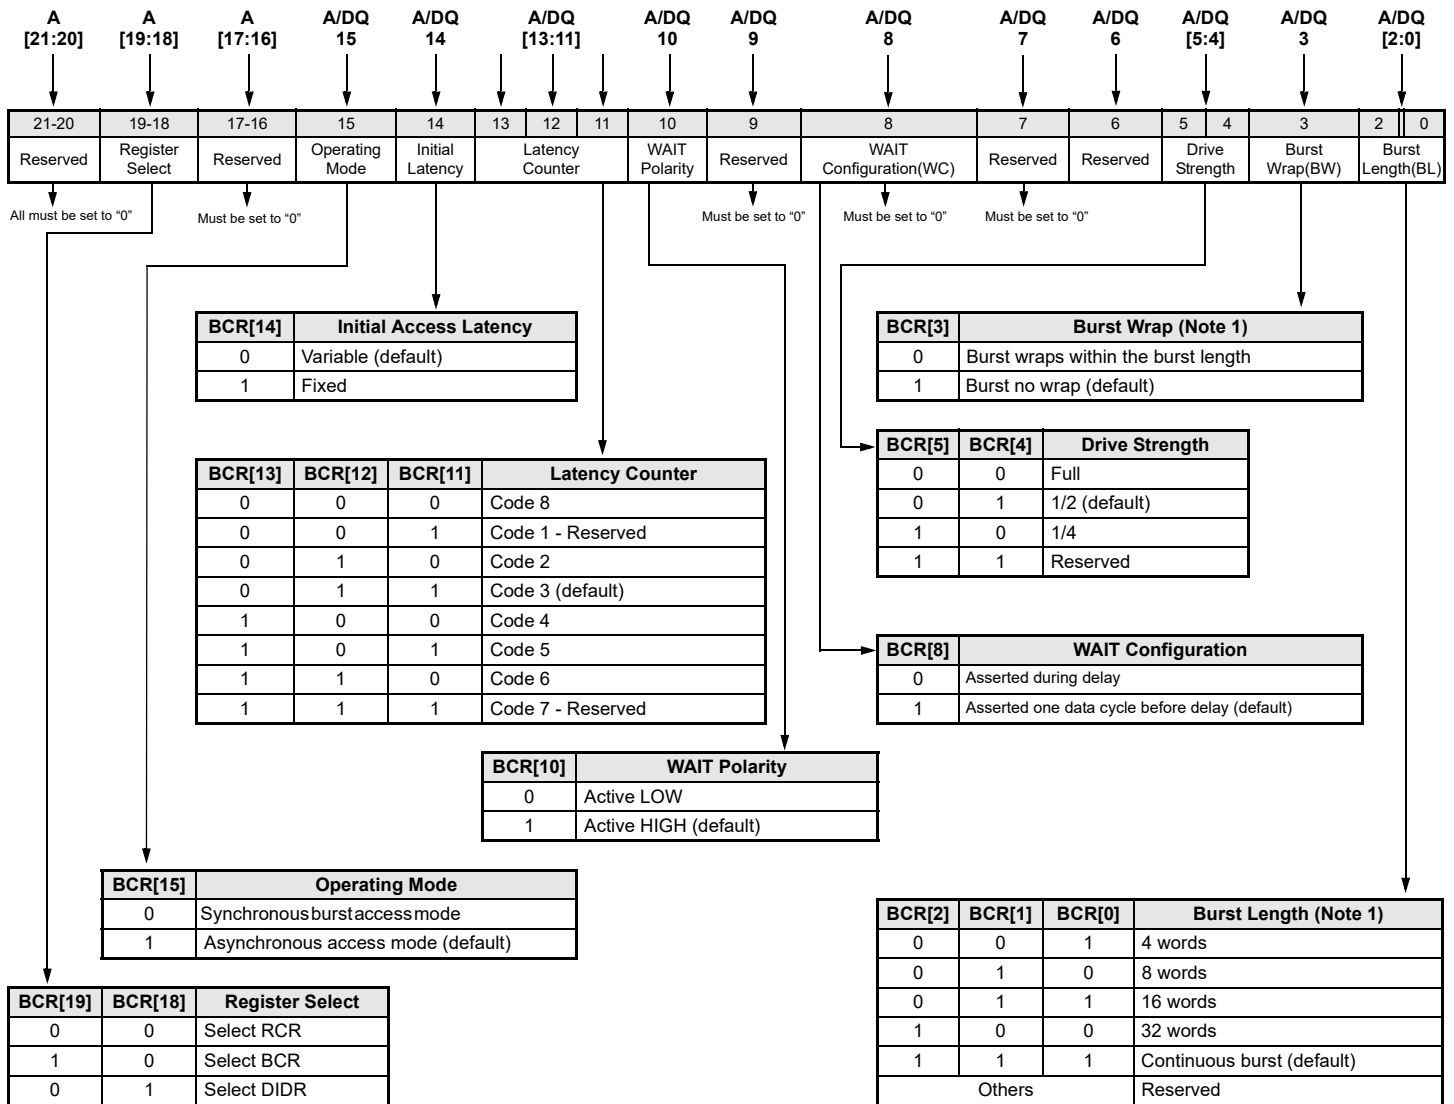 A A A A/DQ A/DQ A/DQ A/DQ A/DQ A/DQ A/DQ A/DQ A/DQ A/DQ A/DQ
[21:20] [19:18] [17:16] 15 14 [13:11] 10 9 8 7 6 [5:4] 3 [2:0]
21-20 19-18 17-16 15 14 13 12 11 10 9 8 7 6 5 4 3 2 0
Reserved Register Select Reserved Operating Mode Initial Latency Latency Counter WAIT Polarity Reserved WAIT Configuration(WC) Reserved Reserved Drive Strength Burst Wrap(BW) Burst Length(BL)
All must be set to “0” Must be set to “0” Must be set to “0” Must be set to “0” Must be set to “0”
BCR[14] Initial Access Latency
0 Variable (default)
1 Fixed
BCR[3] Burst Wrap (Note 1)
0 Burst wraps within the burst length
1 Burst no wrap (default)
BCR[13] BCR[12] BCR[11] Latency Counter
0 0 0 Code 8
0 0 1 Code 1 - Reserved
0 1 0 Code 2
0 1 1 Code 3 (default)
1 0 0 Code 4
1 0 1 Code 5
1 1 0 Code 6
1 1 1 Code 7 - Reserved
BCR[5] BCR[4] Drive Strength
0 0 Full
0 1 1/2 (default)
1 0 1/4
1 1 Reserved
BCR[8] WAIT Configuration
0 Asserted during delay
1 Asserted one data cycle before delay (default)
BCR[10] WAIT Polarity
0 Active LOW
1 Active HIGH (default)
BCR[15] Operating Mode
0 Synchronous burst access mode
1 Asynchronous access mode (default)
BCR[19] BCR[18] Register Select
0 0 Select RCR
1 0 Select BCR
0 1 Select DIDR
BCR[2] BCR[1] BCR[0] Burst Length (Note 1)
0 0 1 4 words
0 1 0 8 words
0 1 1 16 words
1 0 0 32 words
1 1 1 Continuous burst (default)
Others Reserved